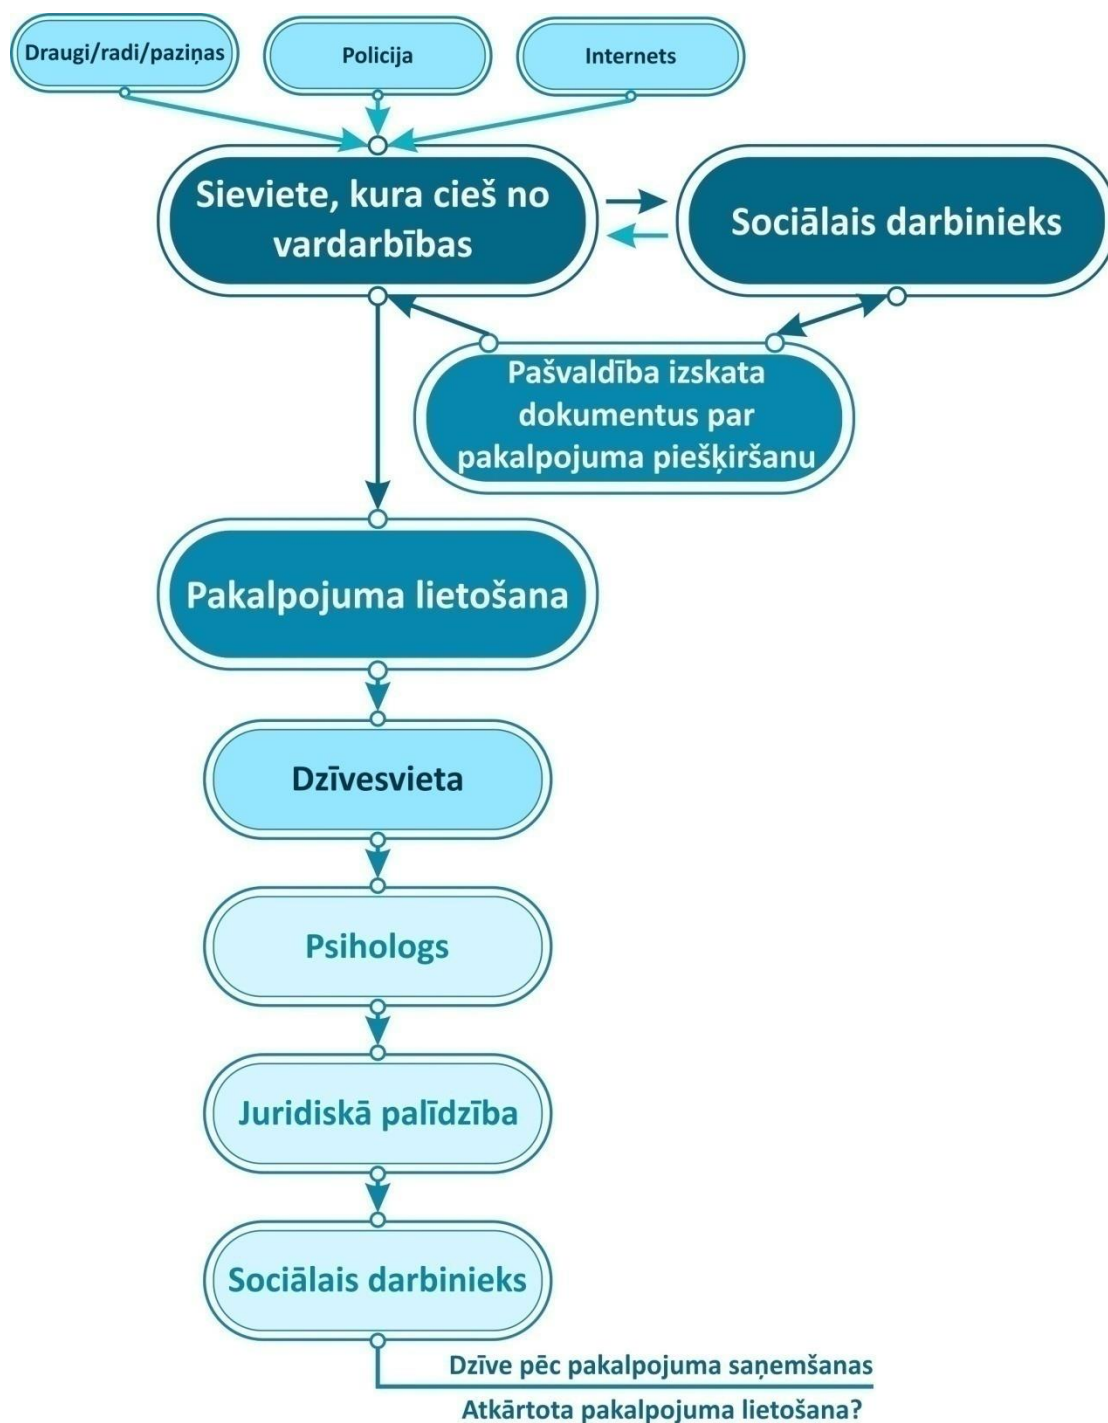 Draugi/radi/paziņas
Policija
Internets
Sieviete, kura cieš no
vardarbības
Sociālais darbinieks
Pašvaldība izskata
dokumentus par
pakalpojuma piešķiršanu
Pakalpojuma lietošana
Dzīvesvieta
Psihologs
Juridiskā palīdzība
Sociālais darbinieks
Dzīve pēc pakalpojuma saņemšanas
Atkārtota pakalpojuma lietošana?